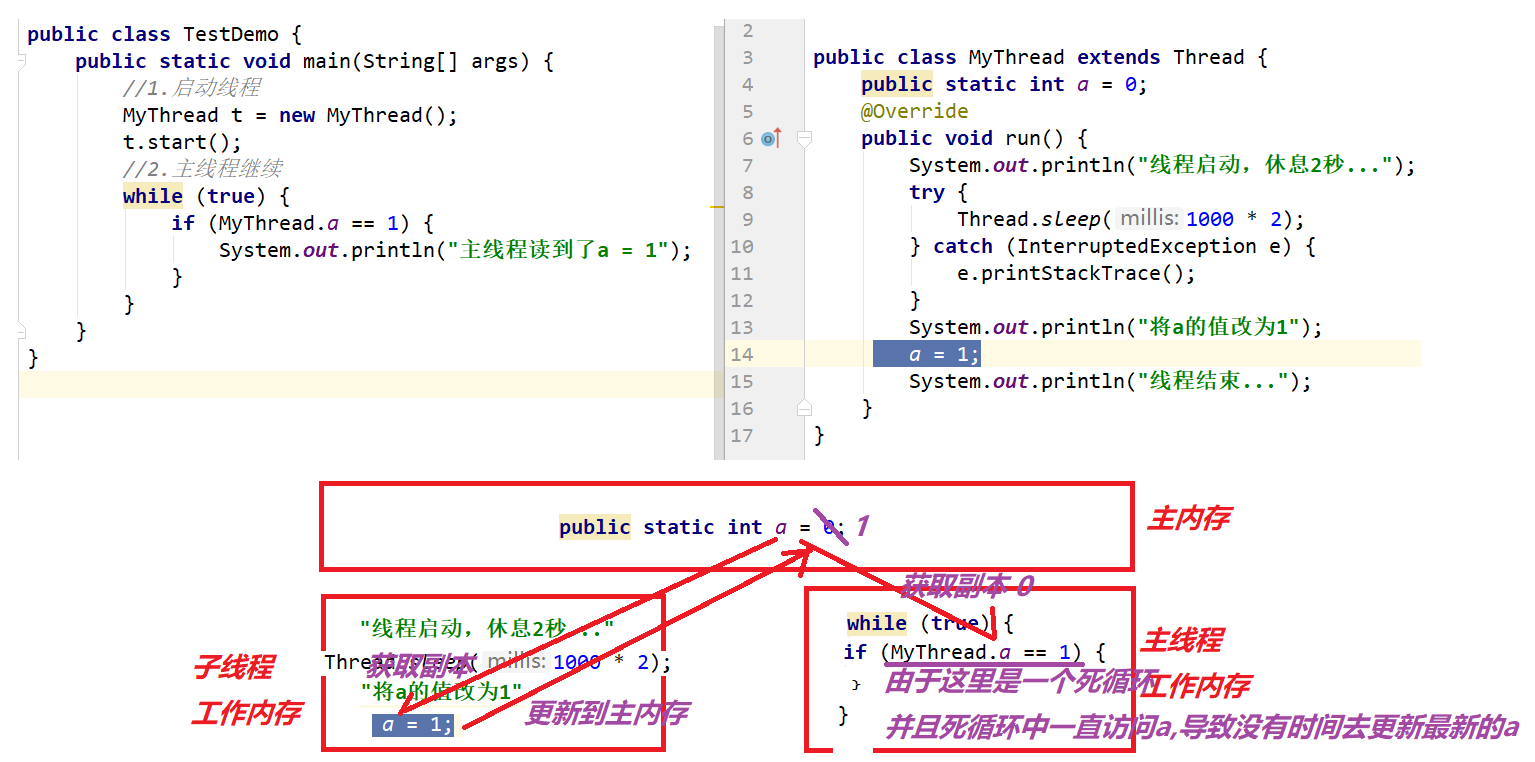 public class TestDemo {
public static void main(String[] args) {
//1.启动线程
MyThread t = new MyThread();
t.start();
//2.主线程继续
while (true) {
if (MyThread.a == 1) {
System.out.println("主线程读到了a = 1");
}
}
}
}
2
3 public class MyThread extends Thread {
4 public static int a = 0;
5 @Override
6 public void run() {
7 System.out.println("线程启动，休息2秒...");
8 try {
9 Thread.sleep( millis: 1000 * 2);
10 } catch (InterruptedException e) {
11 e.printStackTrace();
12 }
13 System.out.println("将a的值改为1");
14 a = 1;
15 System.out.println("线程结束...");
16 }
17 }
public static int a = 0; 1
主内存
子线程
工作内存
"线程启动，休息2秒..."
Thread.sleep( millis: 1000 * 2);
获取副本
"将a的值改为1"
a = 1;
更新到主内存
获取副本 0
while (true) {
if (MyThread.a == 1) {
}
}
由于这里是一个死循环
并且死循环中一直访问a,导致没有时间去更新最新的a
主线程
工作内存